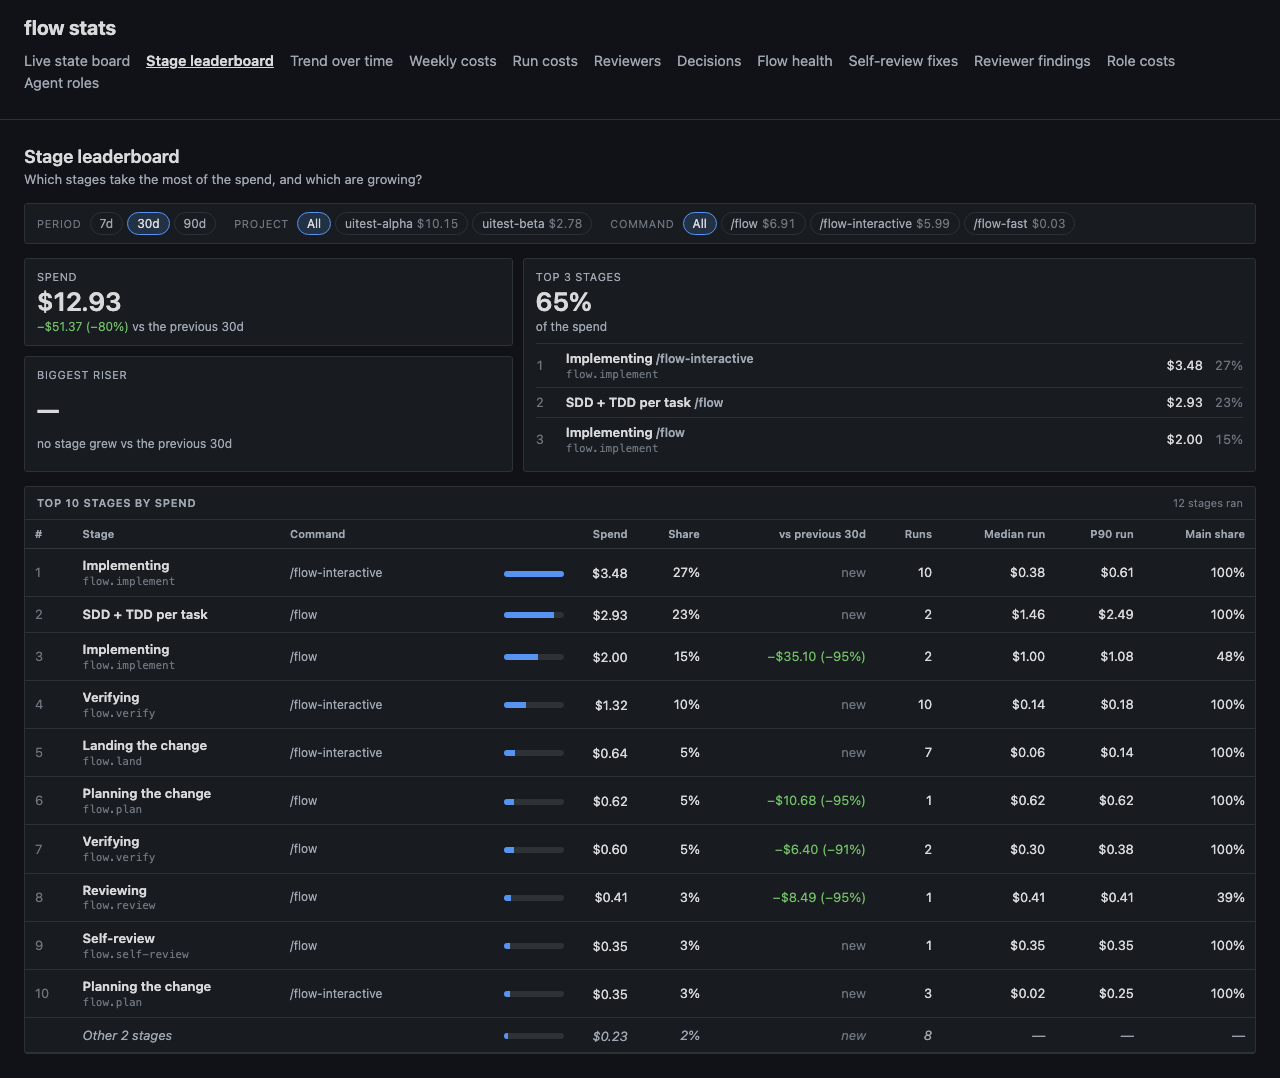 flow stats
Live state board Stage leaderboard Trend over time Weekly costs Run costs Reviewers Decisions Flow health Self-review fixes Reviewer findings Role costs
Agent roles
Stage leaderboard
Which stages take the most of the spend, and which are growing?
PERIOD 7d 30d 90d PROJECT All uitest-alpha $10.15 uitest-beta $2.78 COMMAND All /flow $6.91 /flow-interactive $5.99 /flow-fast $0.03
SPEND
$12.93
−$51.37 (−80%) vs the previous 30d
BIGGEST RISER
—
no stage grew vs the previous 30d
TOP 3 STAGES
65%
of the spend
1 Implementing /flow-interactive $3.48 27%
flow.implement
2 SDD + TDD per task /flow $2.93 23%
3 Implementing /flow $2.00 15%
flow.implement
TOP 10 STAGES BY SPEND 12 stages ran
# Stage Command Spend Share vs previous 30d Runs Median run P90 run Main share
1 Implementing /flow-interactive $3.48 27% new 10 $0.38 $0.61 100%
flow.implement
2 SDD + TDD per task /flow $2.93 23% new 2 $1.46 $2.49 100%
3 Implementing /flow $2.00 15% −$35.10 (−95%) 2 $1.00 $1.08 48%
flow.implement
4 Verifying /flow-interactive $1.32 10% new 10 $0.14 $0.18 100%
flow.verify
5 Landing the change /flow-interactive $0.64 5% new 7 $0.06 $0.14 100%
flow.land
6 Planning the change /flow $0.62 5% −$10.68 (−95%) 1 $0.62 $0.62 100%
flow.plan
7 Verifying /flow $0.60 5% −$6.40 (−91%) 2 $0.30 $0.38 100%
flow.verify
8 Reviewing /flow $0.41 3% −$8.49 (−95%) 1 $0.41 $0.41 39%
flow.review
9 Self-review /flow $0.35 3% new 1 $0.35 $0.35 100%
flow.self-review
10 Planning the change /flow-interactive $0.35 3% new 3 $0.02 $0.25 100%
flow.plan
Other 2 stages $0.23 2% new 8 — — —